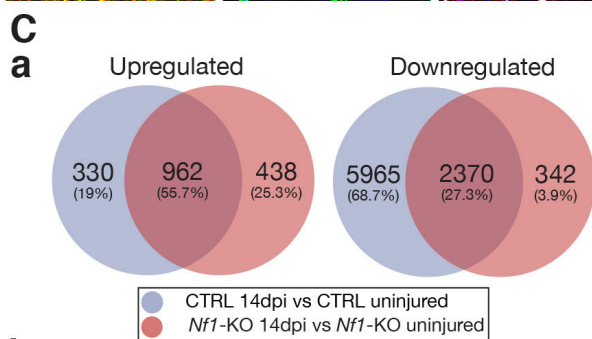 C
a
Upregulated
Downregulated
330
(19%)
962
(55.7%)
438
(25.3%)
5965
(68.7%)
2370
(27.3%)
342
(3.9%)
CTRL 14dpi vs CTRL uninjured
Nf1-KO 14dpi vs Nf1-KO uninjured